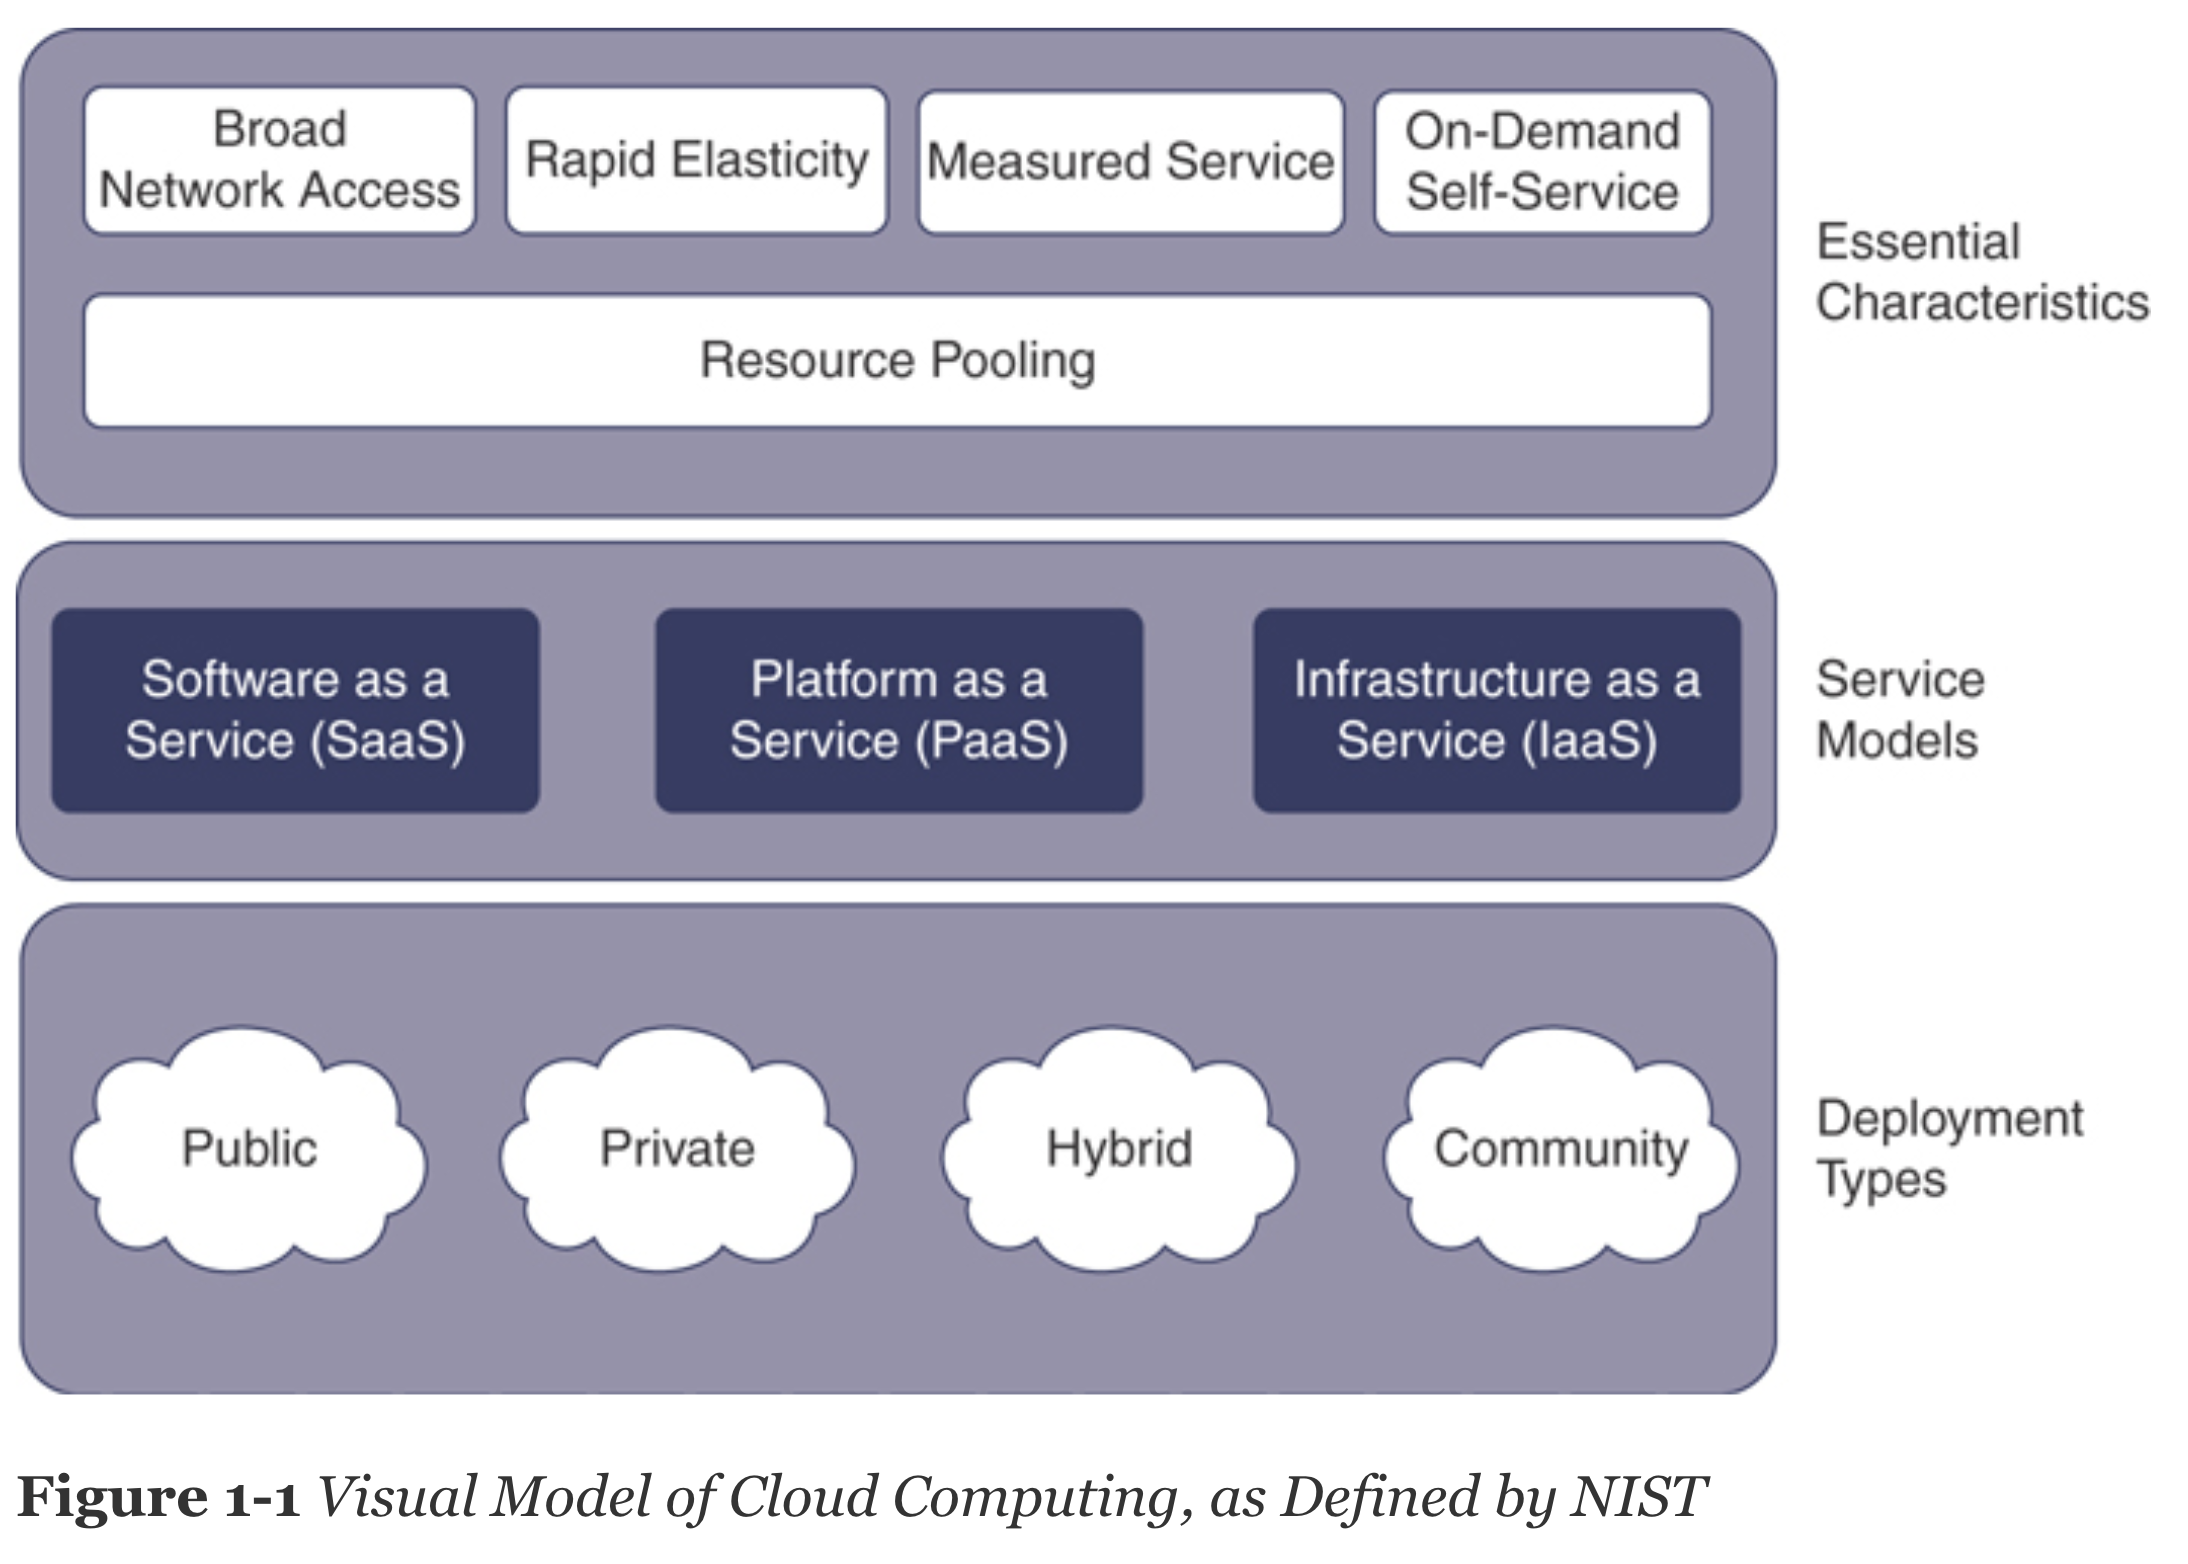 Broad
Network Access
Rapid Elasticity
Measured Service
On-Demand
Self-Service
Resource Pooling
Essential
Characteristics
Software as a
Service (SaaS)
Platform as a
Service (PaaS)
Infrastructure as a
Service (IaaS)
Service
Models
Public
Private
Hybrid
Community
Deployment
Types
Figure 1-1 Visual Model of Cloud Computing, as Defined by NIST